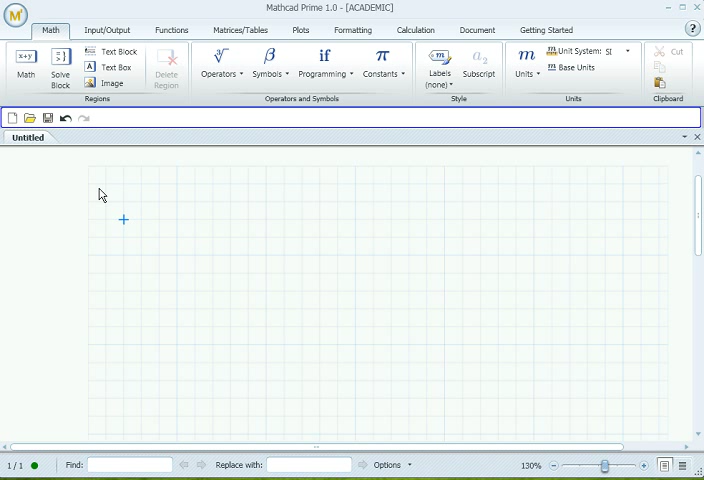 Mathcad Prime 1.0 - [ACADEMIC]
Math Input/Output Functions Matrices/Tables Plots Formatting Calculation Document Getting Started
Math
Solve Block
Text Block
Text Box
Image
Delete Region
Operators
Symbols
if
Programming
π
Constants
Labels (none)
Subscript
Units
Unit System: SI
Base Units
Cut
Regions Operators and Symbols Style Units Clipboard
Untitled
1 / 1 Find: Replace with: Options 130%